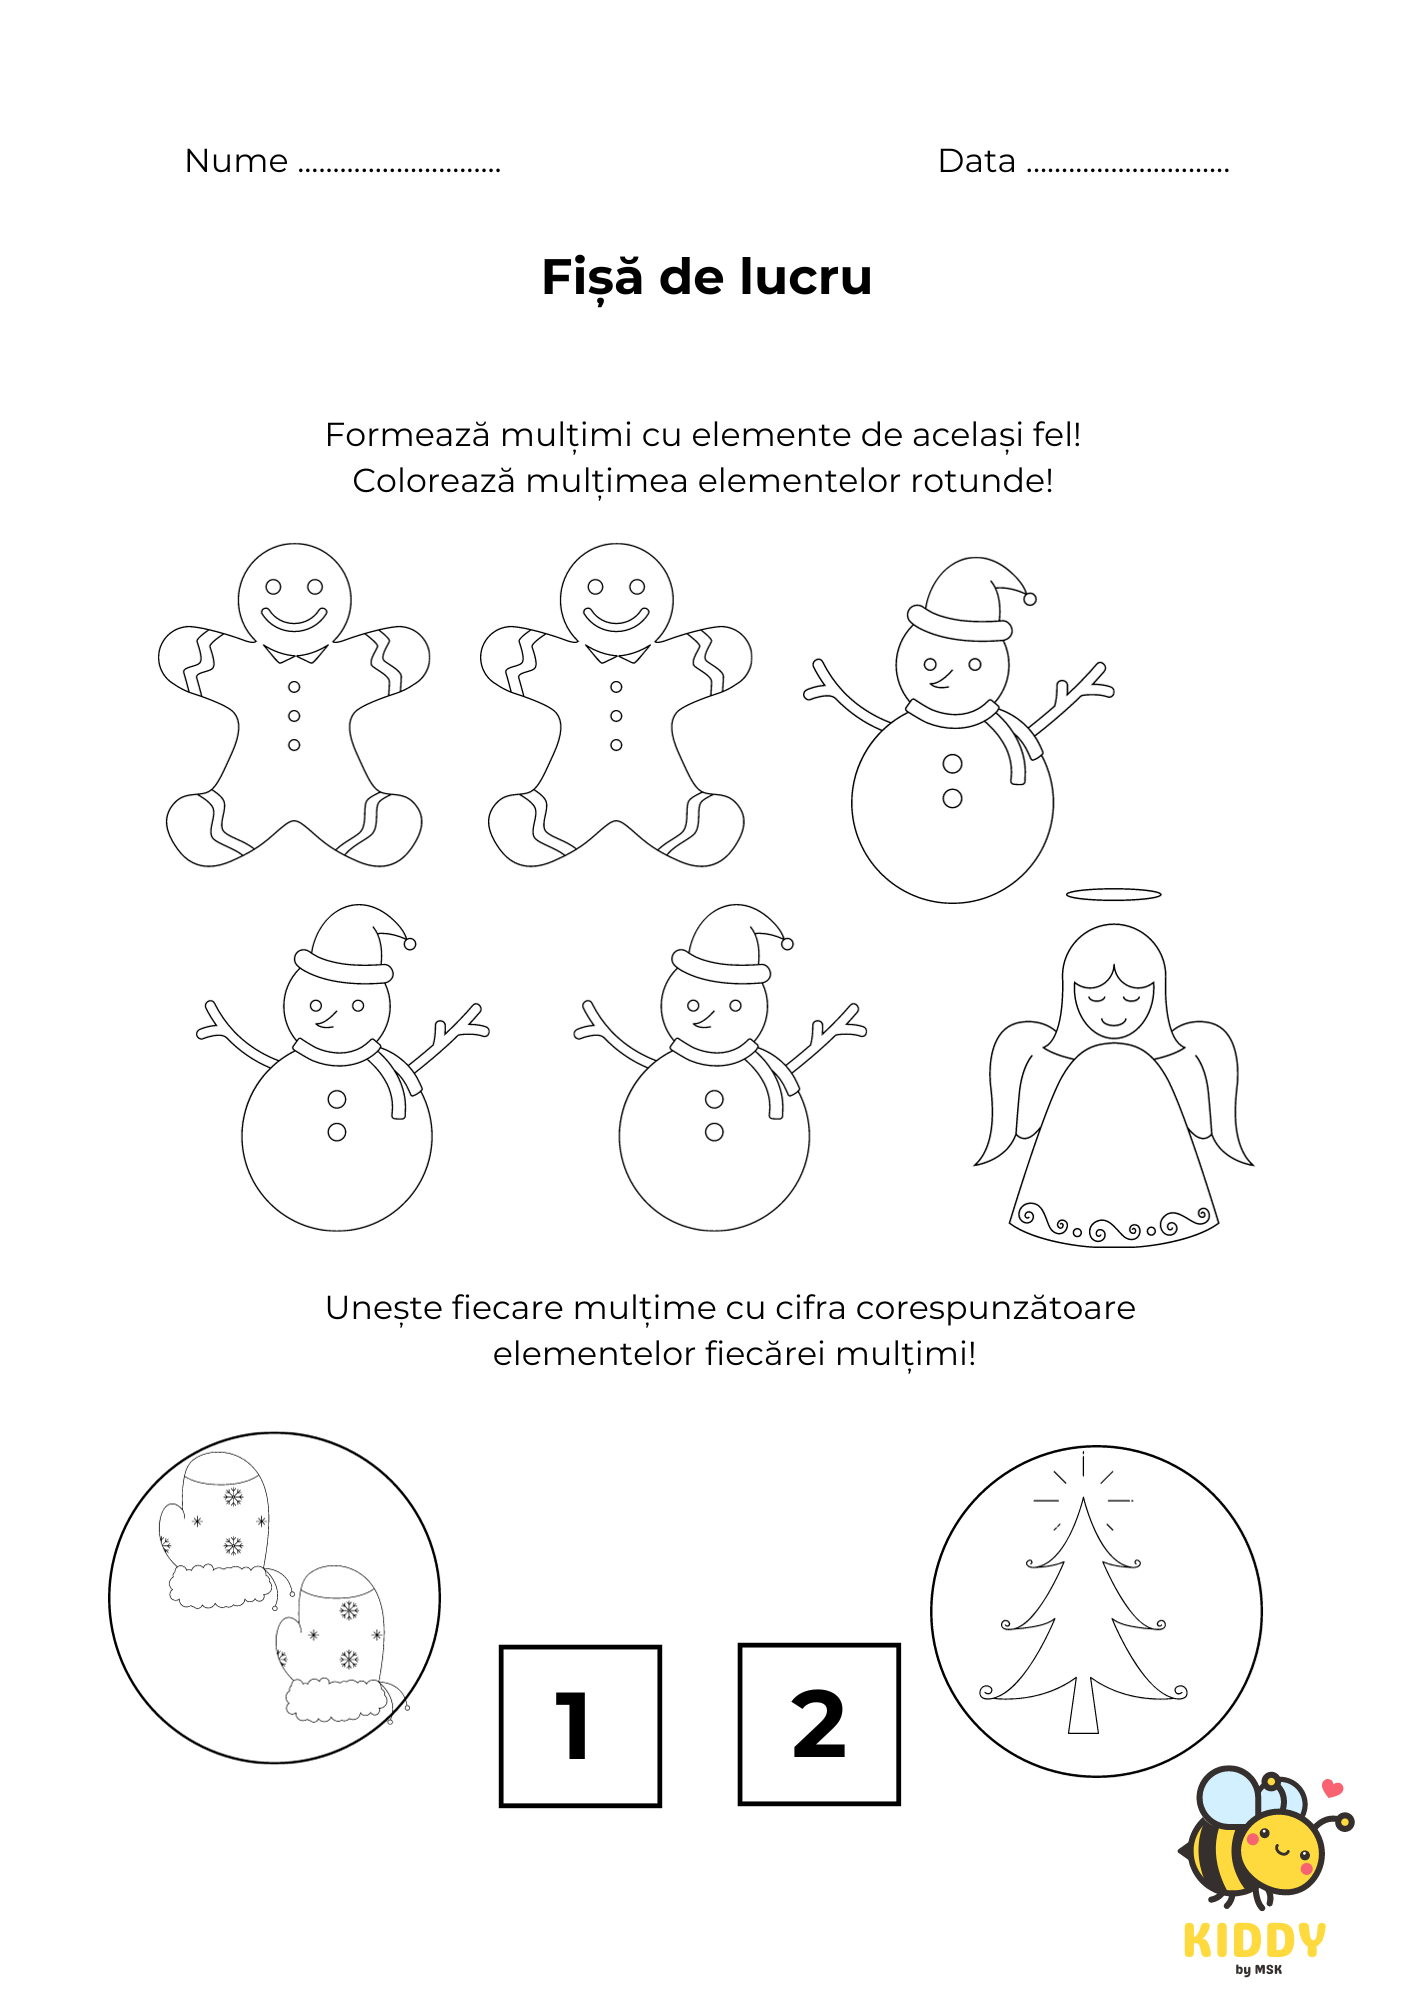 Nume ............................. Data .............................
Fișă de lucru
Formează mulțimi cu elemente de același fel!
Colorează mulțimea elementelor rotunde!
Unește fiecare mulțime cu cifra corespunzătoare
elementelor fiecărei mulțimi!
1 2
KIDDY
by MSK